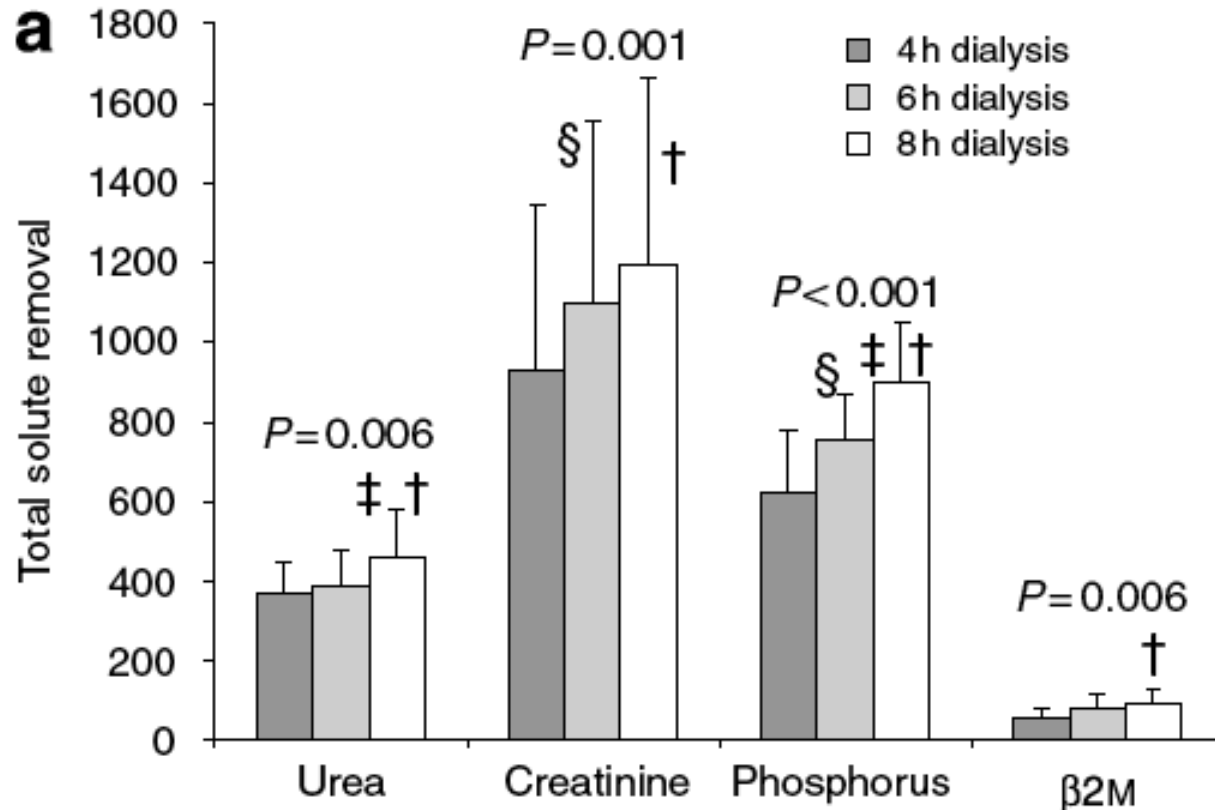 a
Total solute removal
1800
1600
1400
1200
1000
800
600
400
200
0
4h dialysis
6h dialysis
8h dialysis
P=0.006
‡ †
P=0.001
§
†
P<0.001
§ ‡ †
P=0.006
†
Urea Creatinine Phosphorus β2M